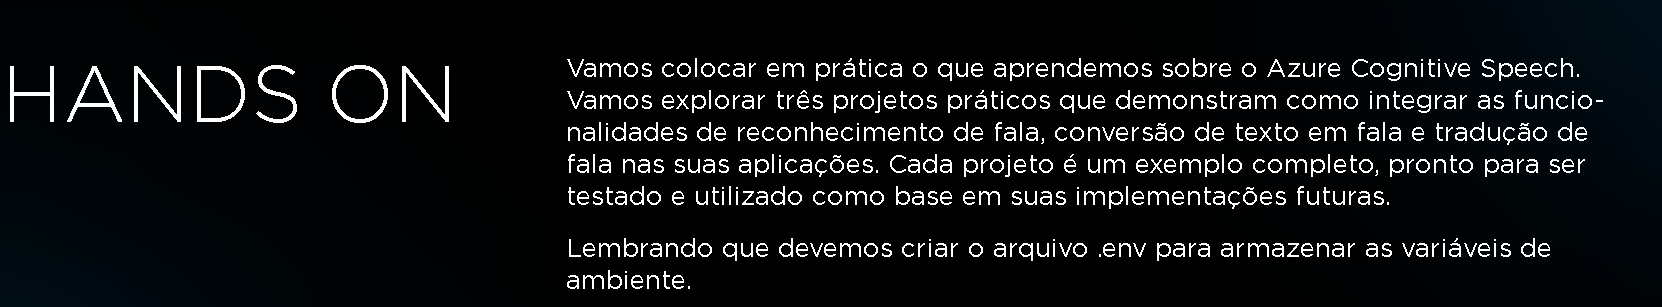 HANDS ON
Vamos colocar em prática o que aprendemos sobre o Azure Cognitive Speech.
Vamos explorar três projetos práticos que demonstram como integrar as funcio-
nalidades de reconhecimento de fala, conversão de texto em fala e tradução de
fala nas suas aplicações. Cada projeto é um exemplo completo, pronto para ser
testado e utilizado como base em suas implementações futuras.
Lembrando que devemos criar o arquivo .env para armazenar as variáveis de
ambiente.